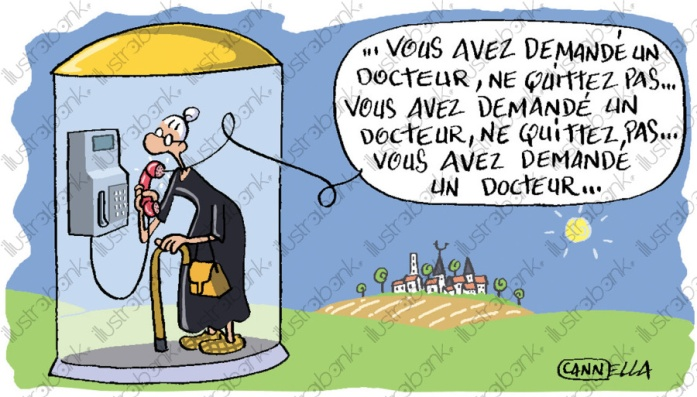 ... VOUS AVEZ DEMANDÉ UN
DOCTEUR, NE QUITTEZ PAS...
VOUS AVEZ DEMANDÉ UN
DOCTEUR, NE QUITTEZ, PAS...
VOUS AVEZ DEMANDÉ
UN DOCTEUR...
CANNELLA
ilustrabank.